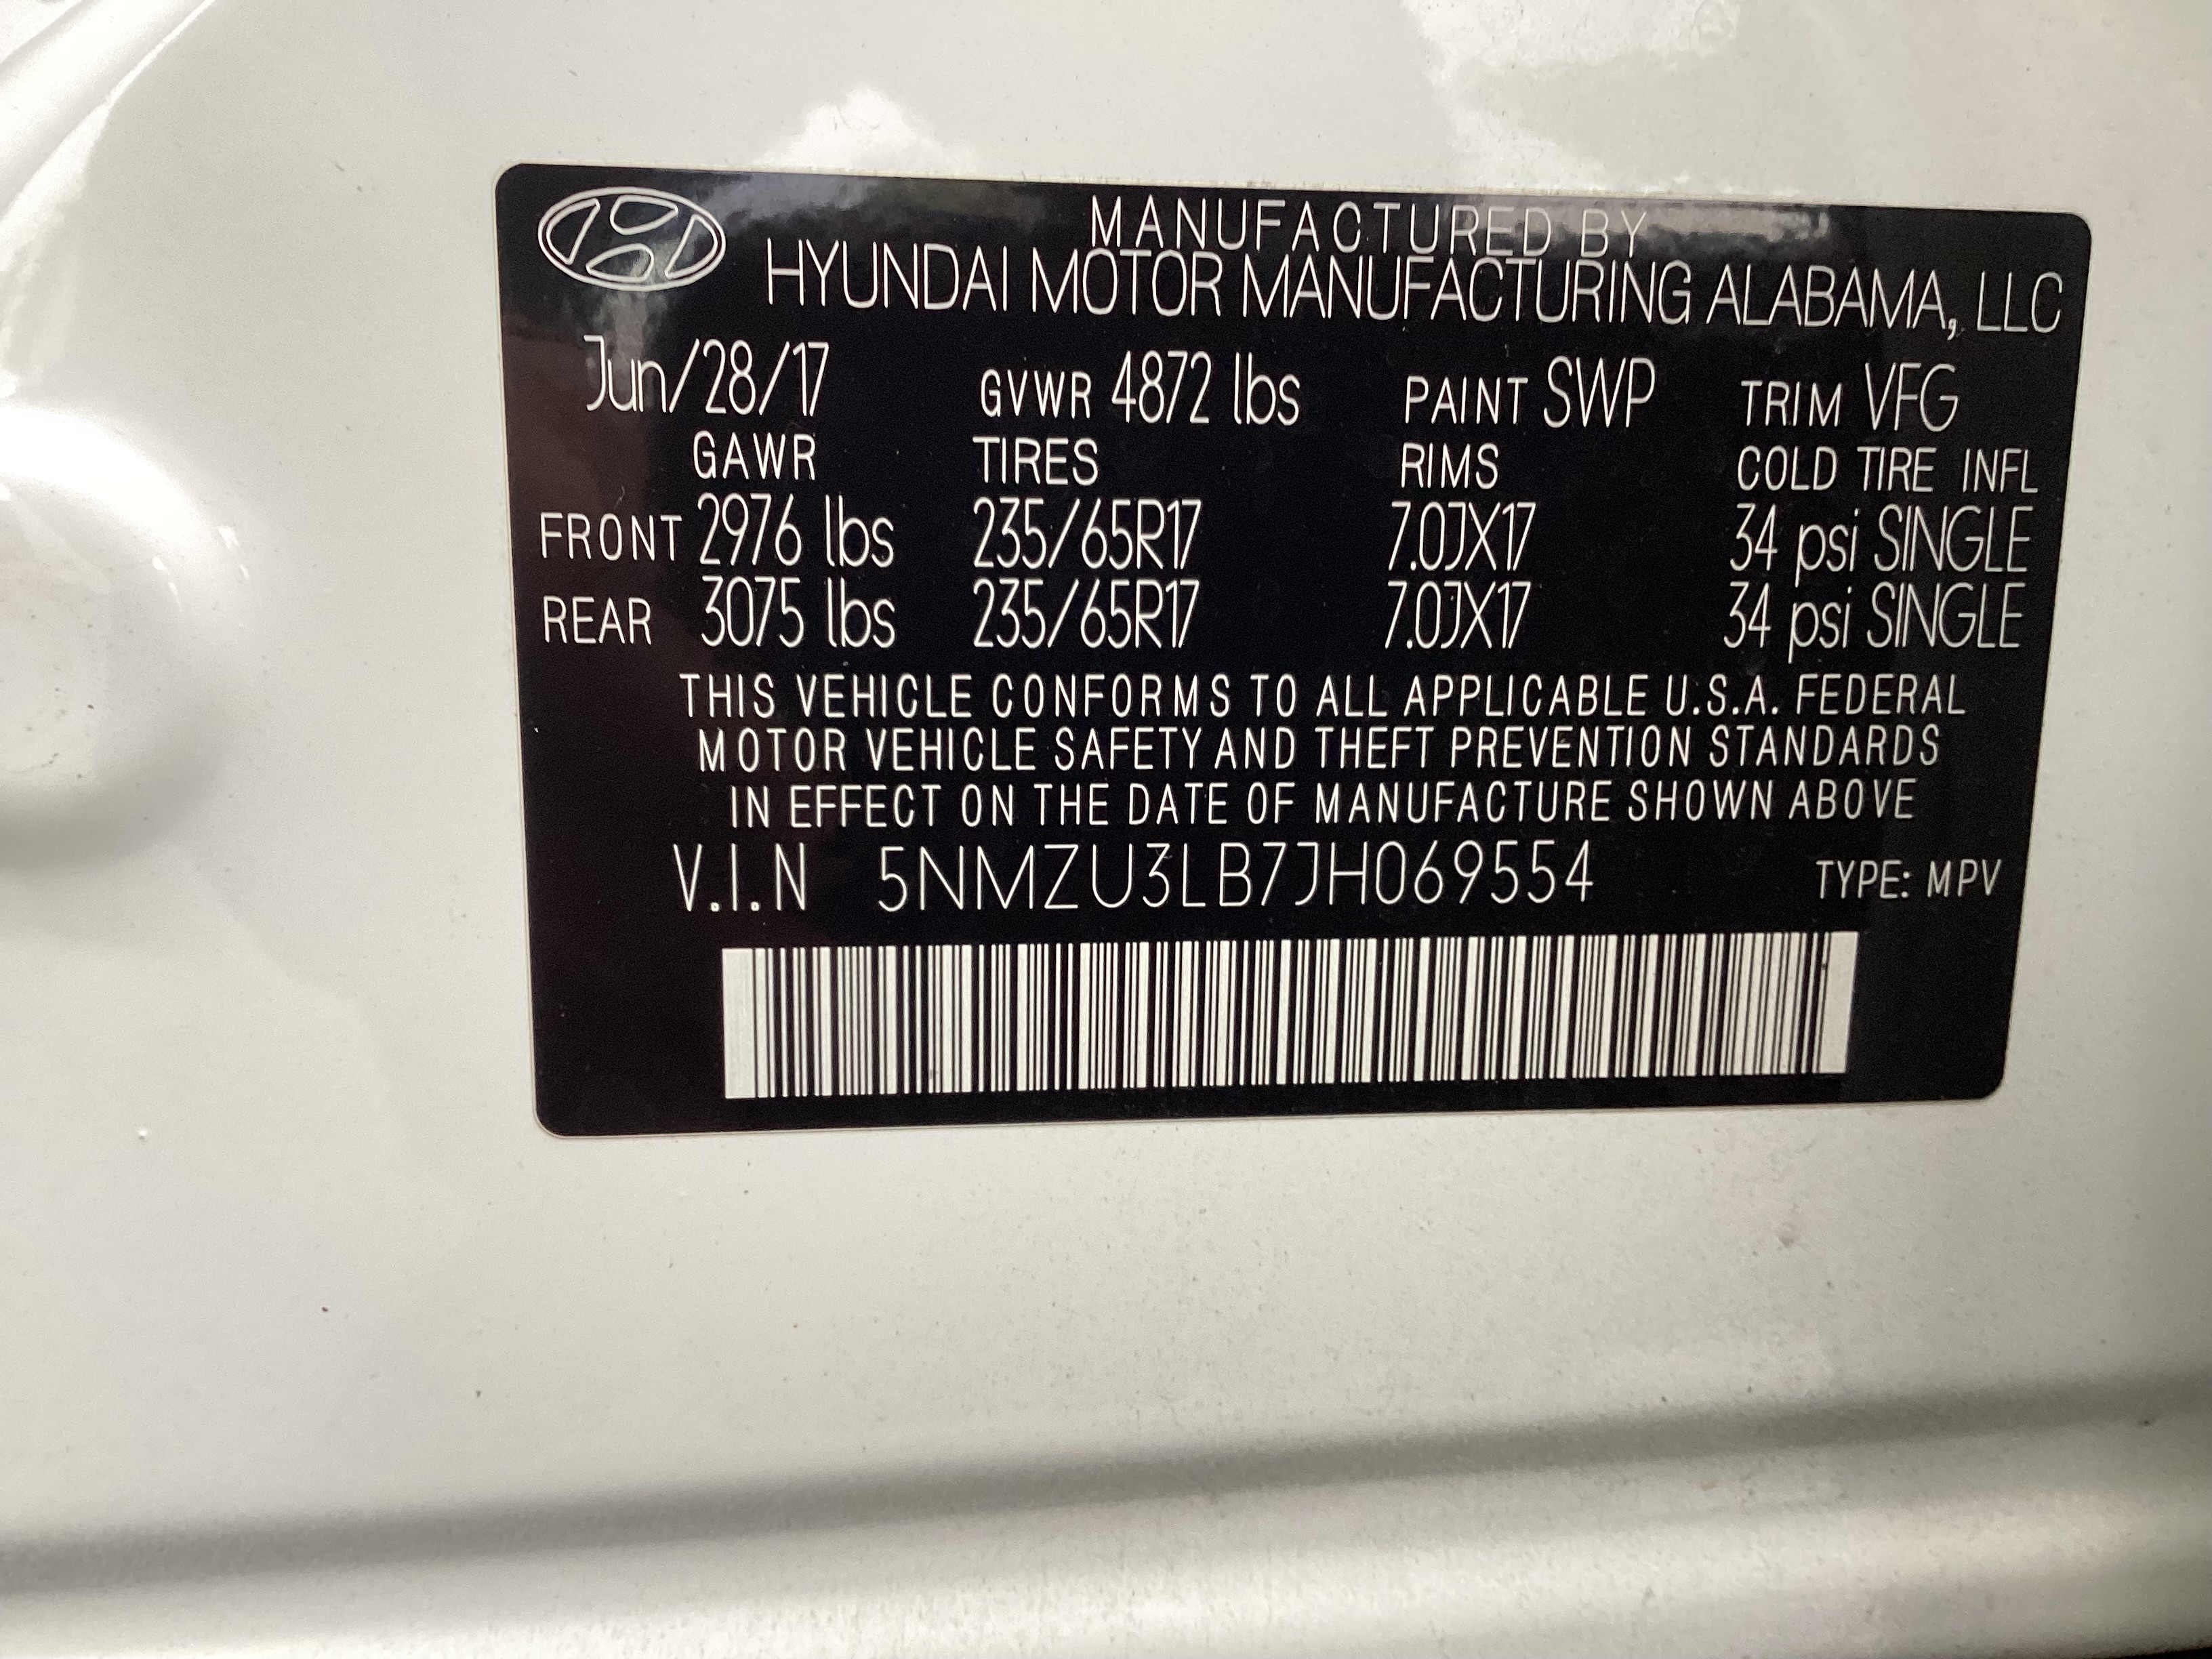 MANUFACTURED BY
HYUNDAI MOTOR MANUFACTURING ALABAMA, LLC
Jun/28/17 GVWR 4872 lbs PAINT SWP TRIM VFG
GAWR TIRES RIMS COLD TIRE INFL
FRONT 2976 lbs 235/65R17 7.0JX17 34 psi SINGLE
REAR 3075 lbs 235/65R17 7.0JX17 34 psi SINGLE
THIS VEHICLE CONFORMS TO ALL APPLICABLE U.S.A. FEDERAL
MOTOR VEHICLE SAFETY AND THEFT PREVENTION STANDARDS
IN EFFECT ON THE DATE OF MANUFACTURE SHOWN ABOVE
V.I.N 5NMZU3LB7JH069554 TYPE: MPV